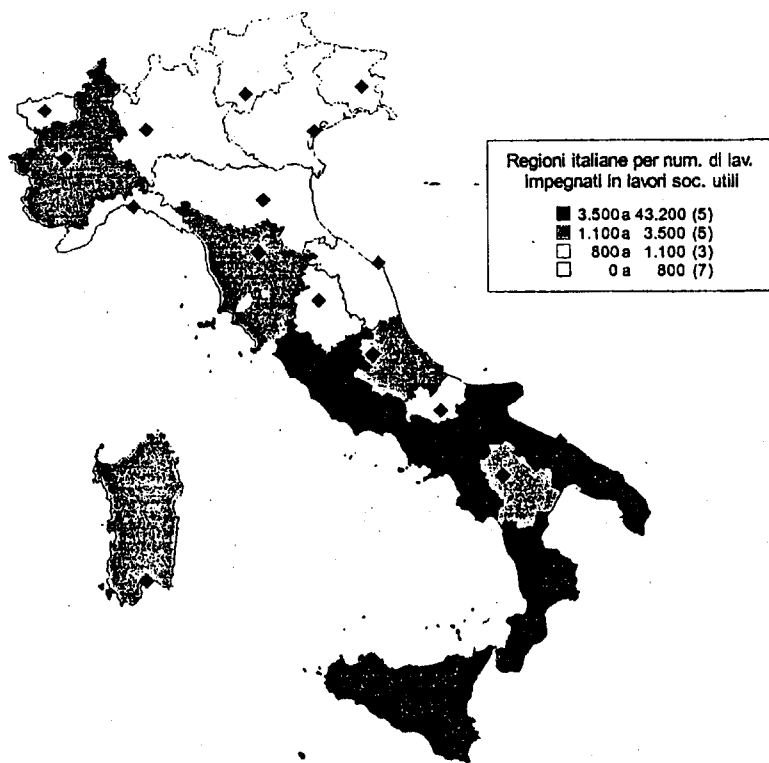 Regioni italiane per num. di lav.
impegnati in lavori soc. utili
3.500 a 43.200 (5)
1.100 a 3.500 (5)
800 a 1.100 (3)
0 a 800 (7)